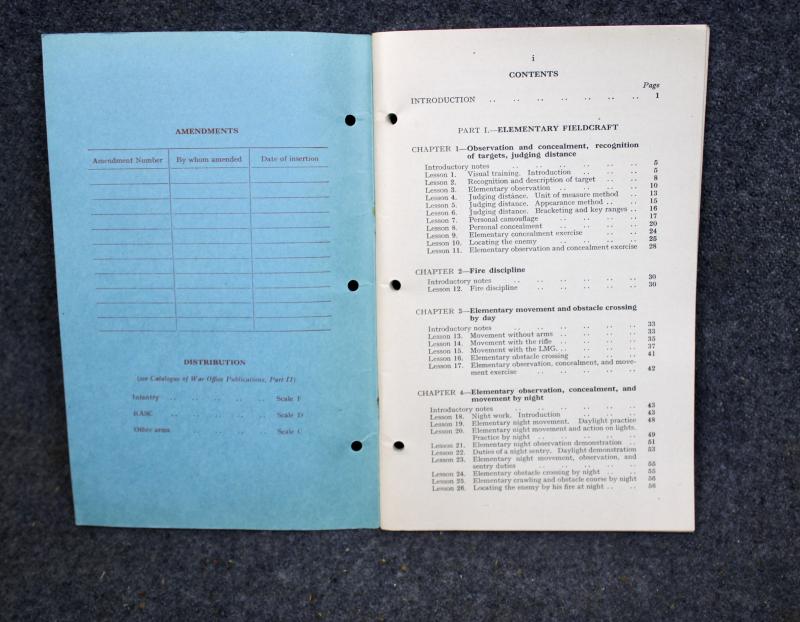 AMENDMENTS
Amendment Number By whom amended Date of insertion
DISTRIBUTION
(see Catalogue of War Office Publications, Part II)
Infantry .. .. .. .. Scale F
RASC .. .. .. .. Scale D
Other arms .. .. .. Scale C
i
CONTENTS
Page
INTRODUCTION .. .. .. .. .. .. .. 1
PART I.—ELEMENTARY FIELDCRAFT
CHAPTER 1—Observation and concealment, recognition
of targets, judging distance
Introductory notes .. .. .. .. .. .. 5
Lesson 1. Visual training. Introduction .. .. .. 5
Lesson 2. Recognition and description of target .. .. 8
Lesson 3. Elementary observation .. .. .. .. 10
Lesson 4. Judging distance. Unit of measure method .. 13
Lesson 5. Judging distance. Appearance method .. .. 15
Lesson 6. Judging distance. Bracketing and key ranges .. 16
Lesson 7. Personal camouflage .. .. .. .. 17
Lesson 8. Personal concealment .. .. .. .. 20
Lesson 9. Elementary concealment exercise .. .. 24
Lesson 10. Locating the enemy .. .. .. .. 25
Lesson 11. Elementary observation and concealment exercise 28
CHAPTER 2—Fire discipline
Introductory notes .. .. .. .. .. .. 30
Lesson 12. Fire discipline .. .. .. .. .. 30
CHAPTER 3—Elementary movement and obstacle crossing
by day
Introductory notes .. .. .. .. .. .. 33
Lesson 13. Movement without arms .. .. .. .. 33
Lesson 14. Movement with the rifle .. .. .. .. 35
Lesson 15. Movement with the LMG. .. .. .. .. 37
Lesson 16. Elementary obstacle crossing .. .. .. 41
Lesson 17. Elementary observation, concealment, and move-
ment exercise .. .. .. .. .. 42
CHAPTER 4—Elementary observation, concealment, and
movement by night
Introductory notes .. .. .. .. .. .. 43
Lesson 18. Night work. Introduction .. .. .. .. 43
Lesson 19. Elementary night movement. Daylight practice 48
Lesson 20. Elementary night movement and action on lights.
Practice by night .. .. .. .. .. 49
Lesson 21. Elementary night observation demonstration .. 51
Lesson 22. Duties of a night sentry. Daylight demonstration 53
Lesson 23. Elementary night movement, observation, and
sentry duties .. .. .. .. .. 55
Lesson 24. Elementary obstacle crossing by night .. .. 55
Lesson 25. Elementary crawling and obstacle course by night 56
Lesson 26. Locating the enemy by his fire at night .. .. 56